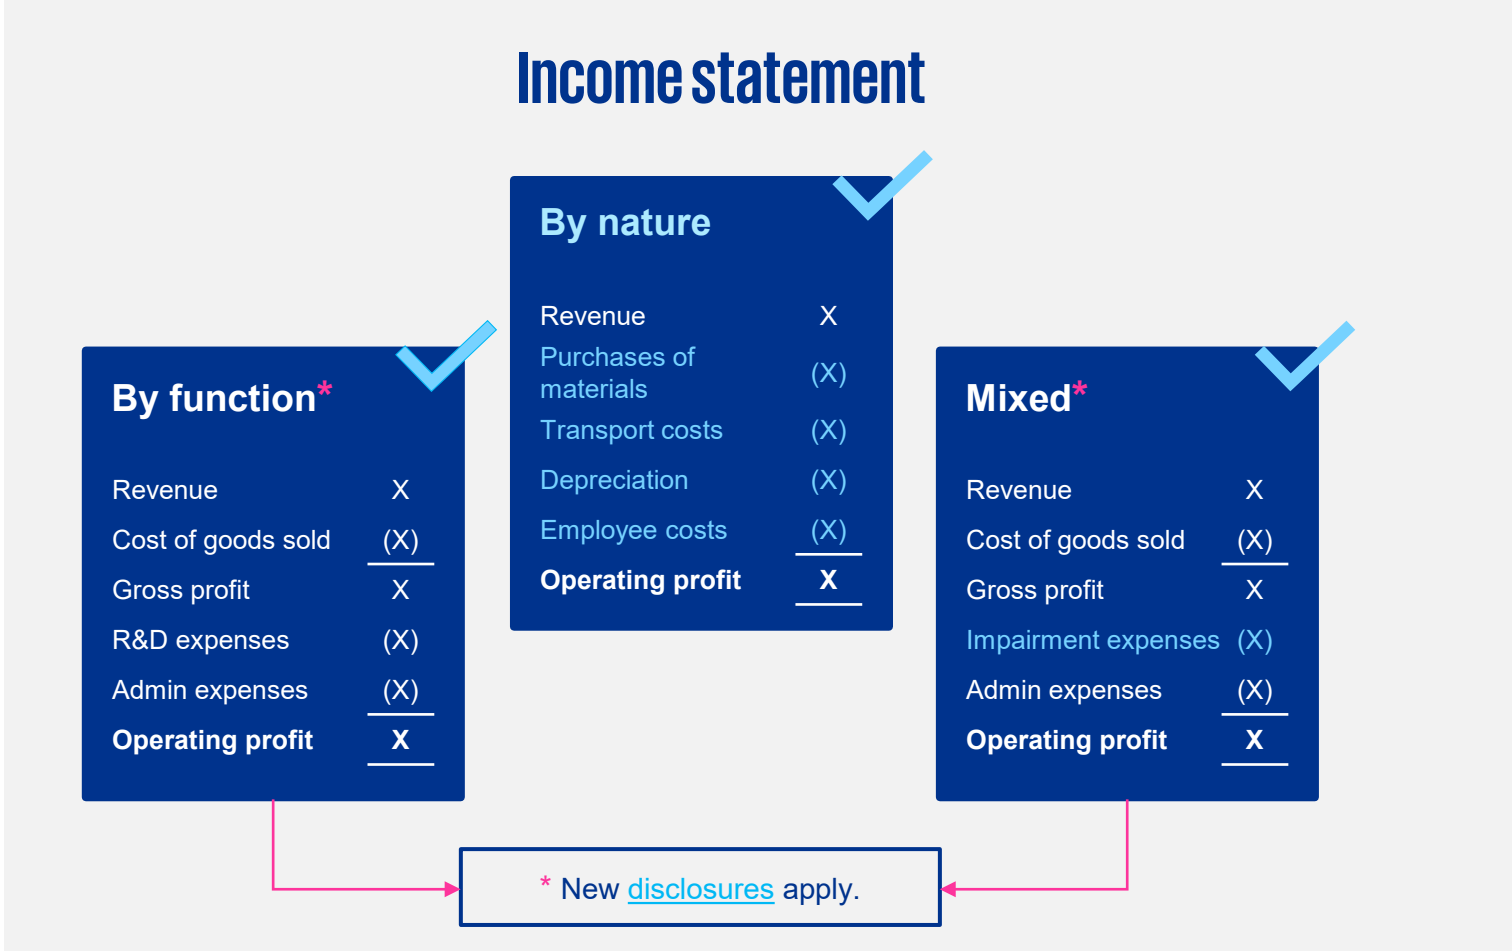 Income statement
By function*
Revenue X
Cost of goods sold (X)
Gross profit X
R&D expenses (X)
Admin expenses (X)
Operating profit X
By nature
Revenue X
Purchases of
materials (X)
Transport costs (X)
Depreciation (X)
Employee costs (X)
Operating profit X
Mixed*
Revenue X
Cost of goods sold (X)
Gross profit X
Impairment expenses (X)
Admin expenses (X)
Operating profit X
* New disclosures apply.